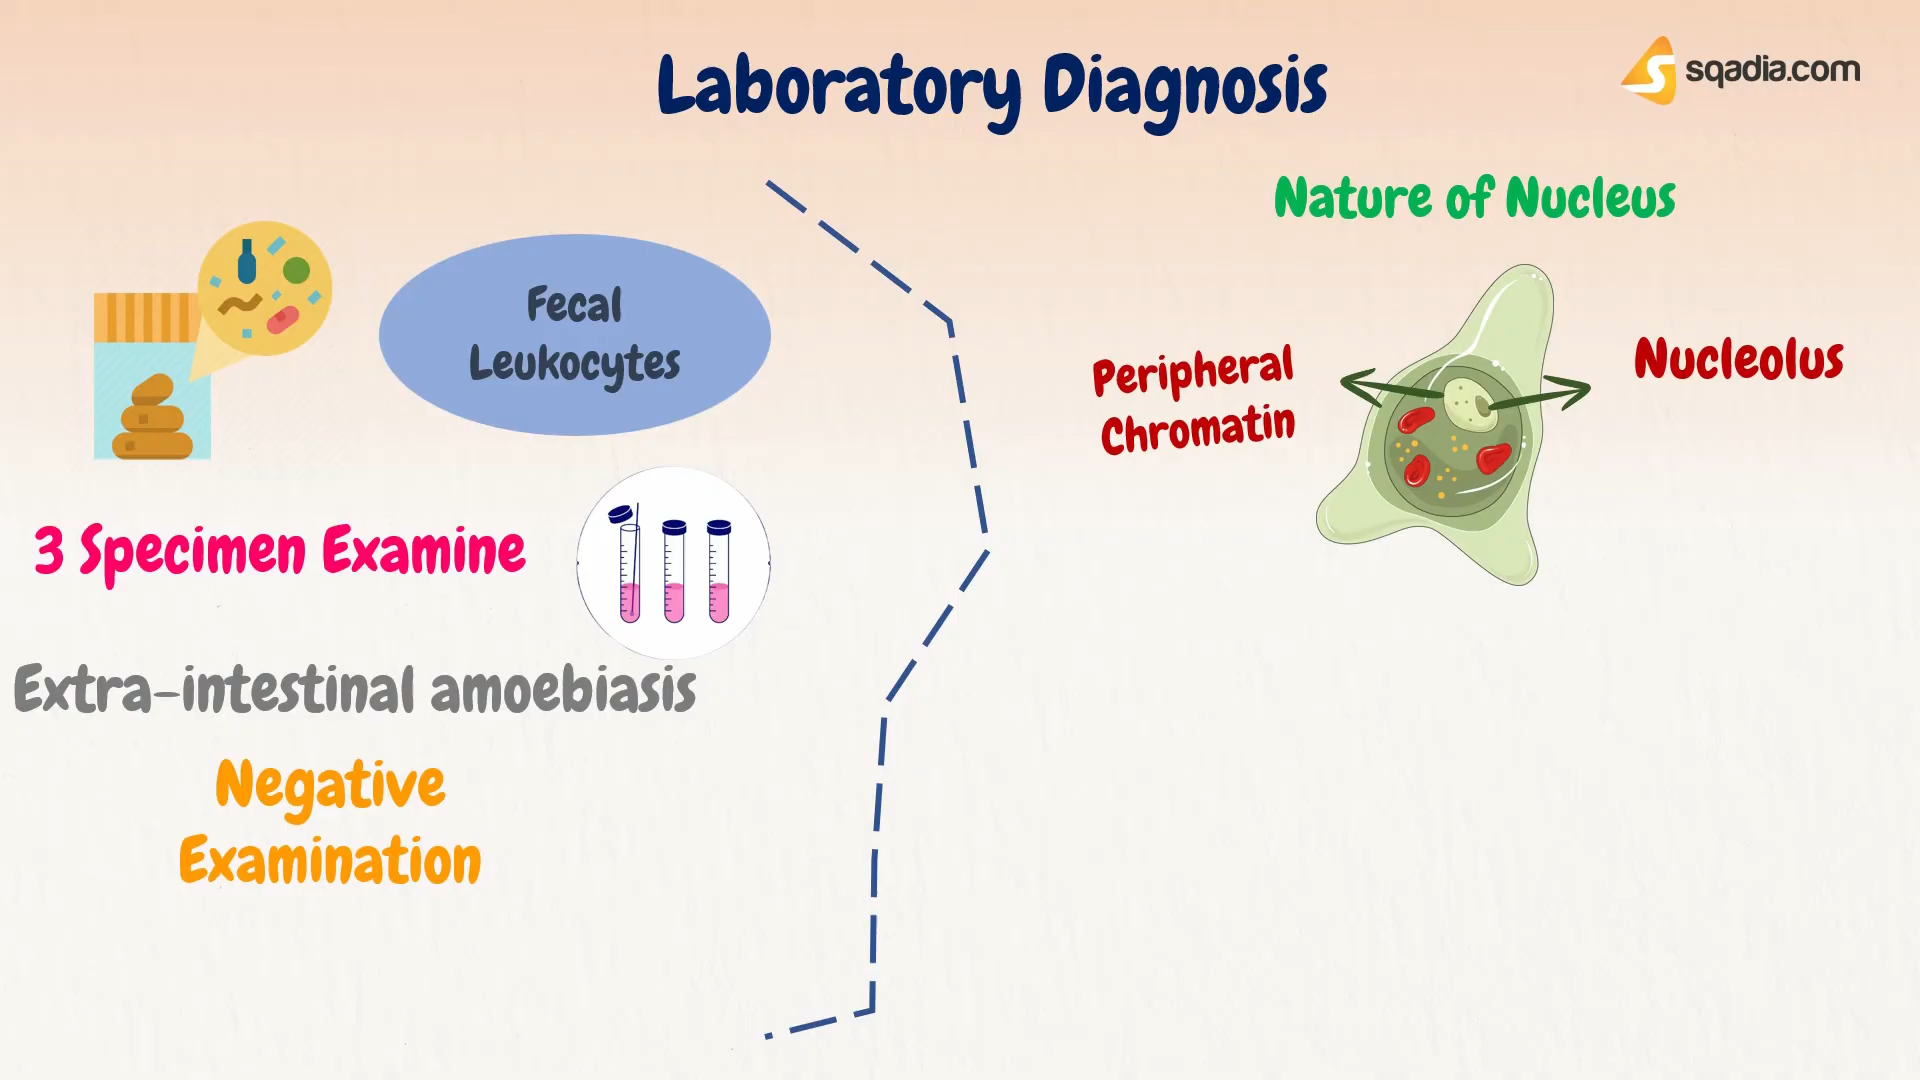 Laboratory Diagnosis
sqadia.com
Fecal
Leukocytes
3 Specimen Examine
Extra-intestinal amoebiasis
Negative
Examination
Nature of Nucleus
Peripheral
Chromatin
Nucleolus